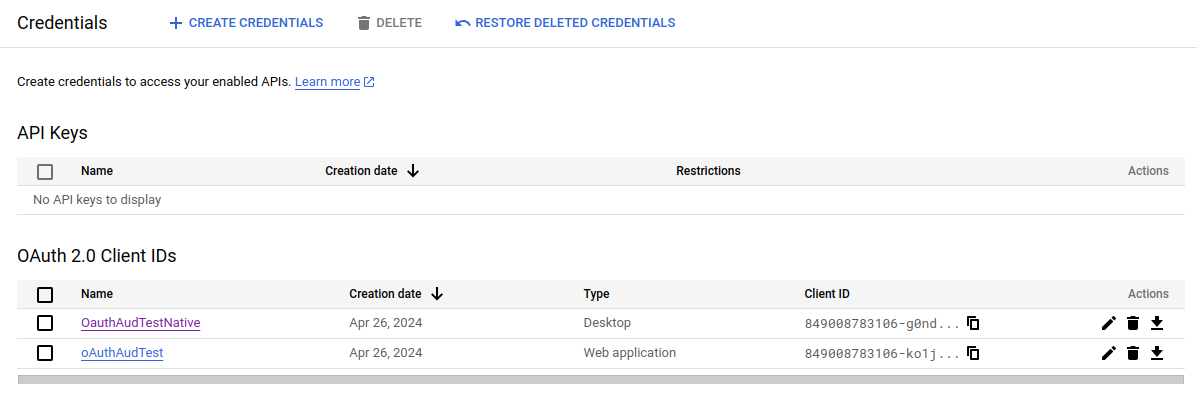 Credentials CREATE CREDENTIALS DELETE RESTORE DELETED CREDENTIALS
Create credentials to access your enabled APIs. Learn more
API Keys
Name Creation date Restrictions Actions
No API keys to display
OAuth 2.0 Client IDs
Name Creation date Type Client ID Actions
OauthAudTestNative Apr 26, 2024 Desktop 849008783106-g0nd...
oAuthAudTest Apr 26, 2024 Web application 849008783106-ko1j...